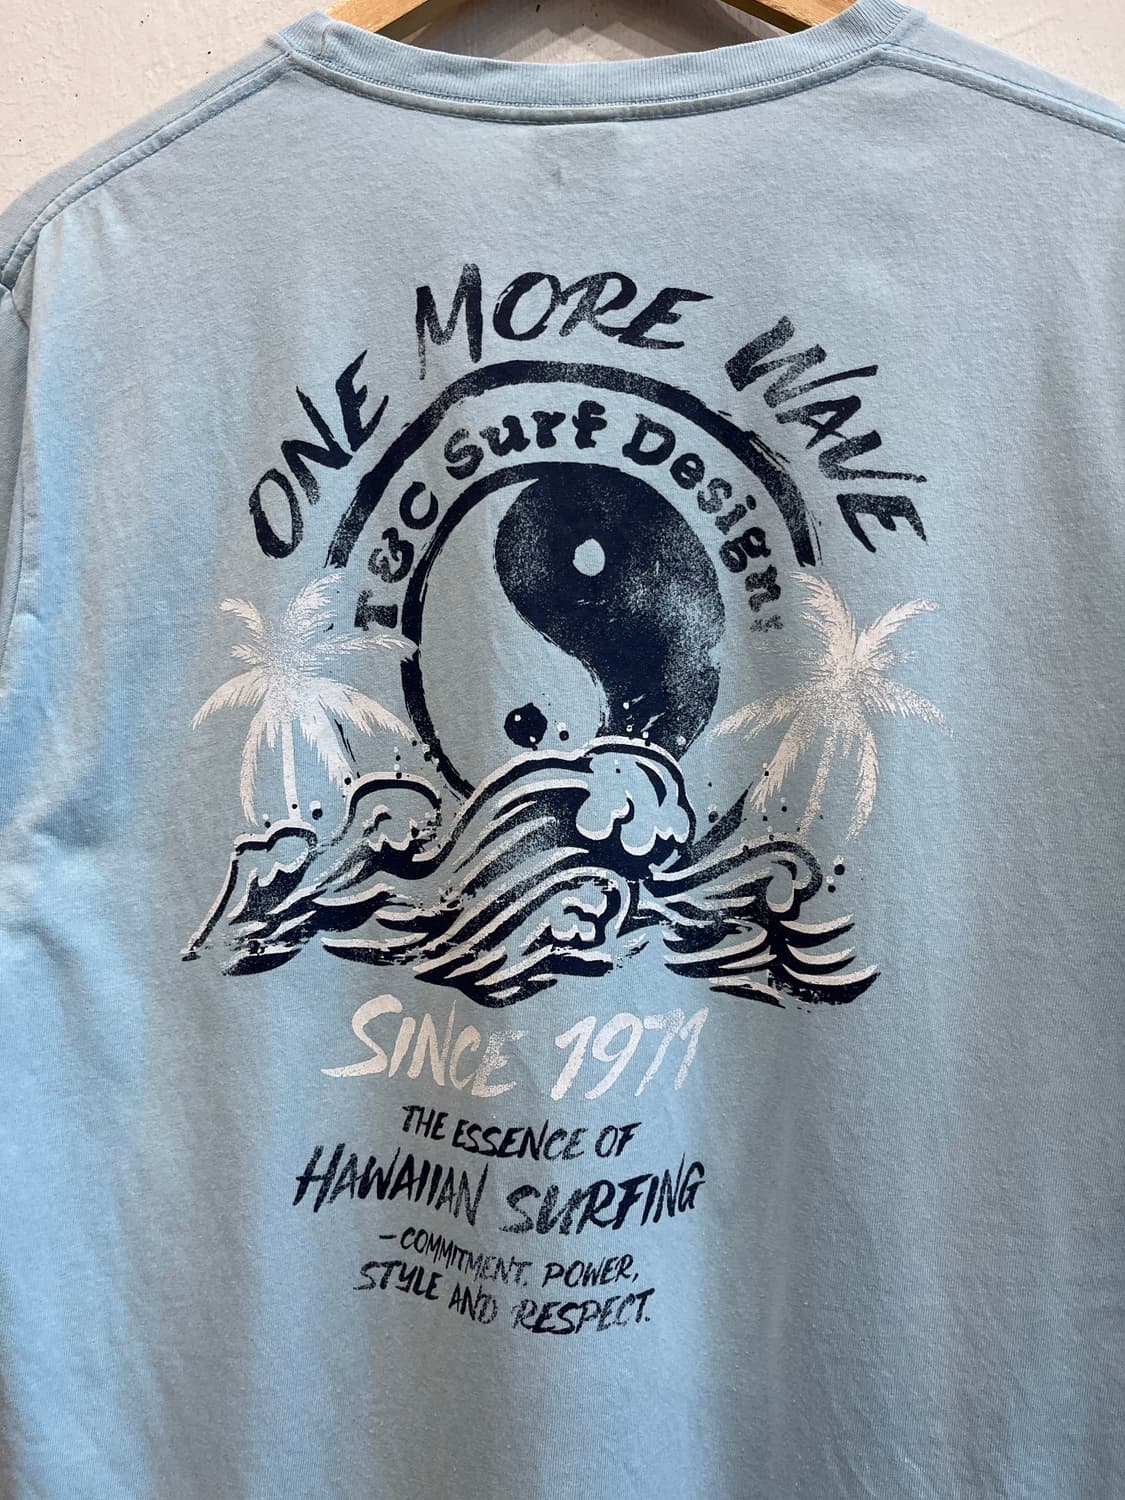 ONE MORE WAVE
T&C Surf Designs
SINCE 1971
THE ESSENCE OF
HAWAIIAN SURFING
– COMMITMENT. POWER,
STYLE AND RESPECT.